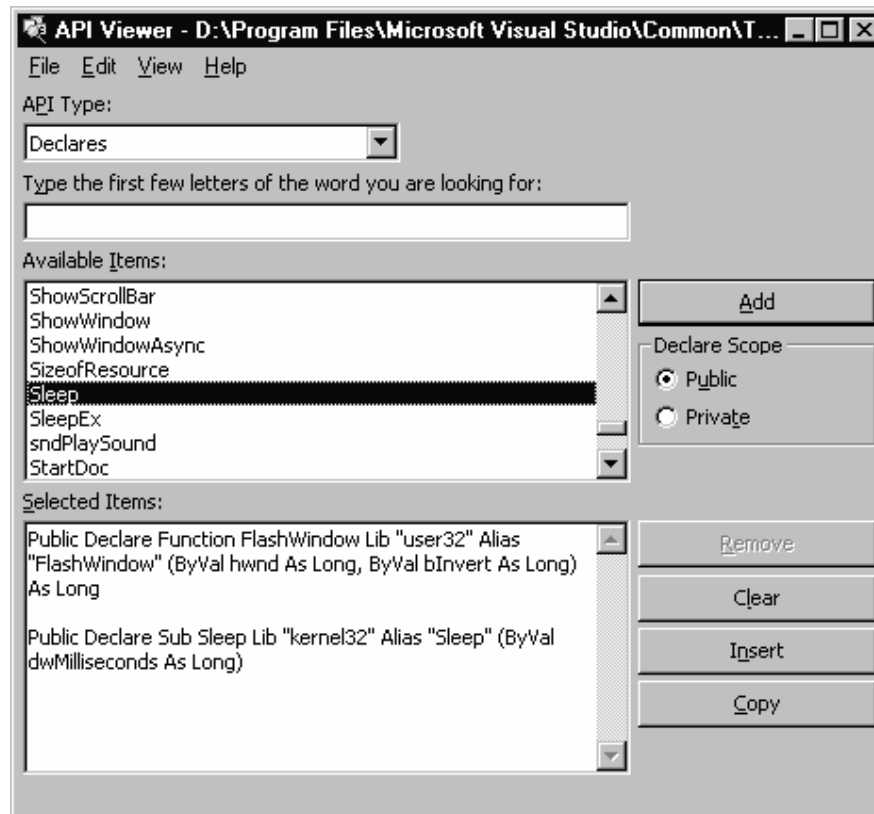 API Viewer - D:\Program Files\Microsoft Visual Studio\Common\T...
File Edit View Help
API Type:
Declares
Type the first few letters of the word you are looking for:
Available Items:
ShowScrollBar
ShowWindow
ShowWindowAsync
SizeofResource
Sleep
SleepEx
sndPlaySound
StartDoc
Add
Declare Scope
Public
Private
Selected Items:
Public Declare Function FlashWindow Lib "user32" Alias
"FlashWindow" (ByVal hwnd As Long, ByVal bInvert As Long)
As Long
Public Declare Sub Sleep Lib "kernel32" Alias "Sleep" (ByVal
dwMilliseconds As Long)
Remove
Clear
Insert
Copy